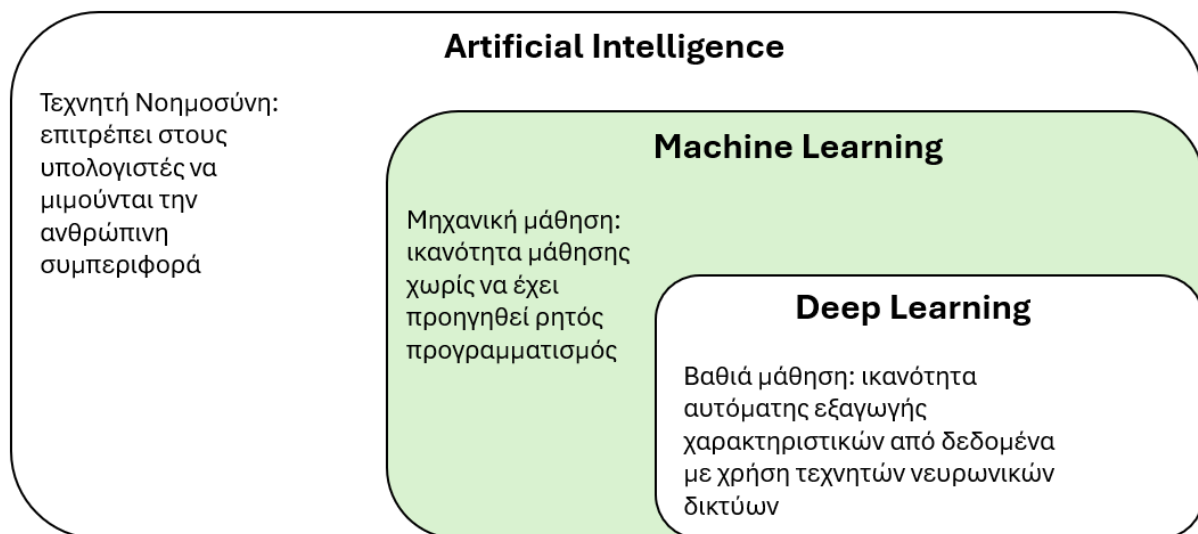 Artificial Intelligence
Τεχνητή Νοημοσύνη:
επιτρέπει στους
υπολογιστές να
μιμούνται την
ανθρώπινη
συμπεριφορά
Machine Learning
Μηχανική μάθηση:
ικανότητα μάθησης
χωρίς να έχει
προηγηθεί ρητός
προγραμματισμός
Deep Learning
Βαθιά μάθηση: ικανότητα
αυτόματης εξαγωγής
χαρακτηριστικών από δεδομένα
με χρήση τεχνητών νευρωνικών
δικτύων